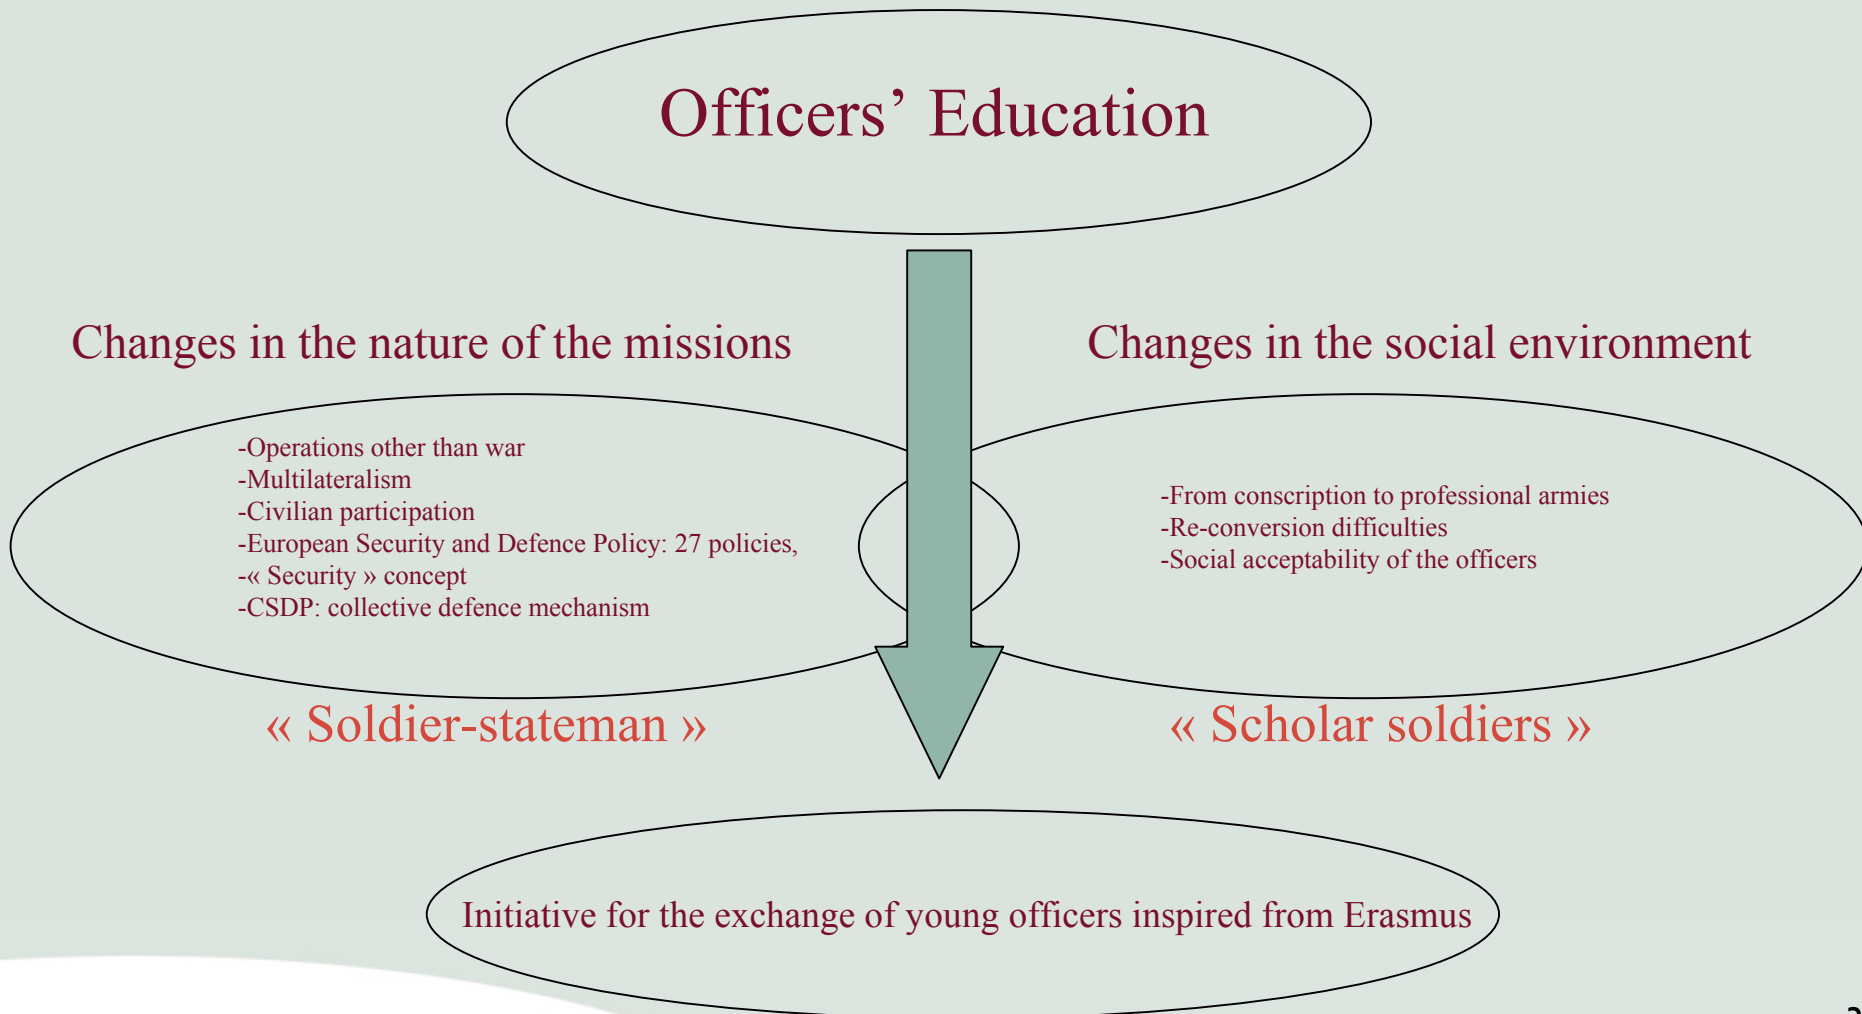 Officers’ Education
Changes in the nature of the missions
-Operations other than war
-Multilateralism
-Civilian participation
-European Security and Defence Policy: 27 policies,
-« Security » concept
-CSDP: collective defence mechanism
« Soldier-stateman »
Changes in the social environment
-From conscription to professional armies
-Re-conversion difficulties
-Social acceptability of the officers
« Scholar soldiers »
Initiative for the exchange of young officers inspired from Erasmus